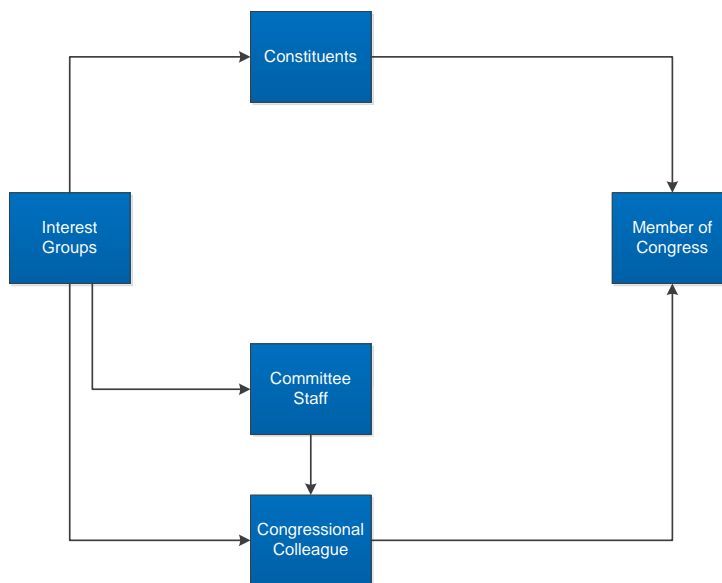 Constituents
Interest
Groups
Member of
Congress
Committee
Staff
Congressional
Colleague